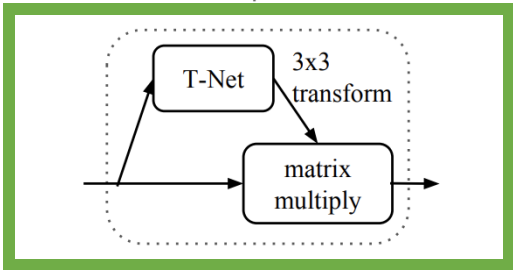 T-Net
3x3
transform
matrix
multiply